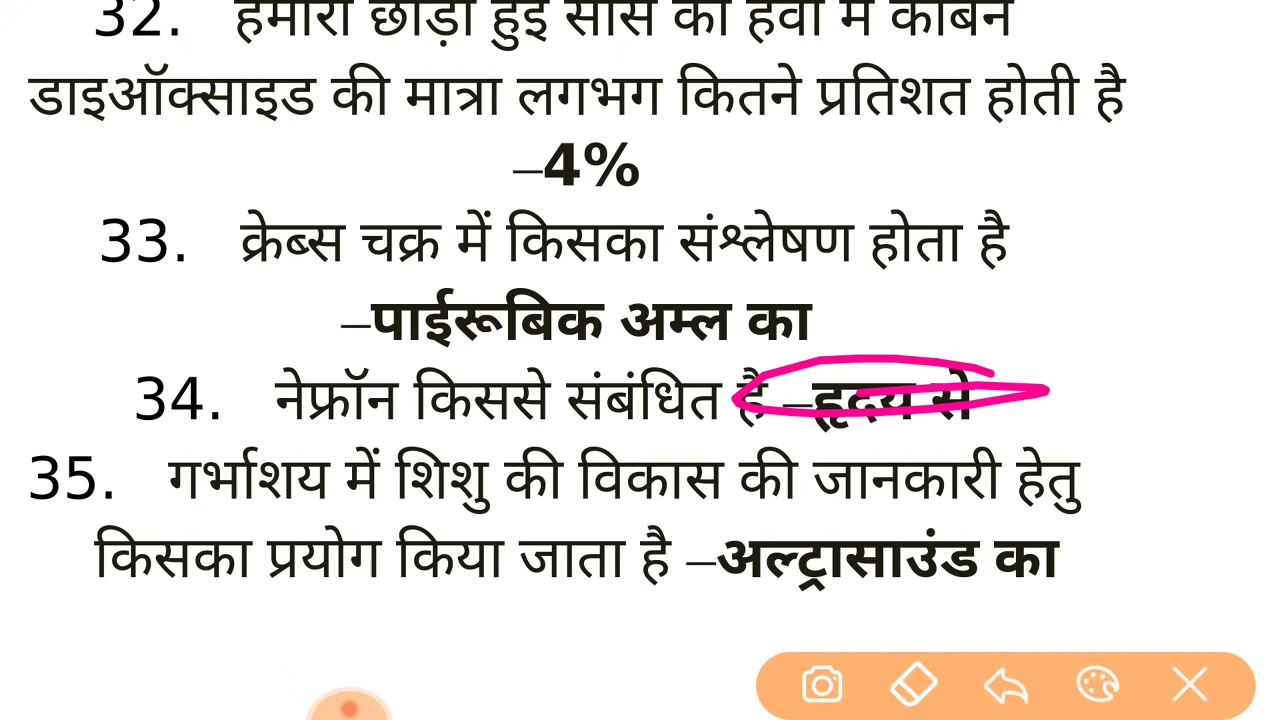 32. हमारी छोड़ी हुई सांस की हवा में कार्बन
डाइऑक्साइड की मात्रा लगभग कितने प्रतिशत होती है
–4%
33. क्रेब्स चक्र में किसका संश्लेषण होता है
–पाईरूबिक अम्ल का
34. नेफ्रॉन किससे संबंधित है –हृदय से
35. गर्भाशय में शिशु की विकास की जानकारी हेतु
किसका प्रयोग किया जाता है –अल्ट्रासाउंड का